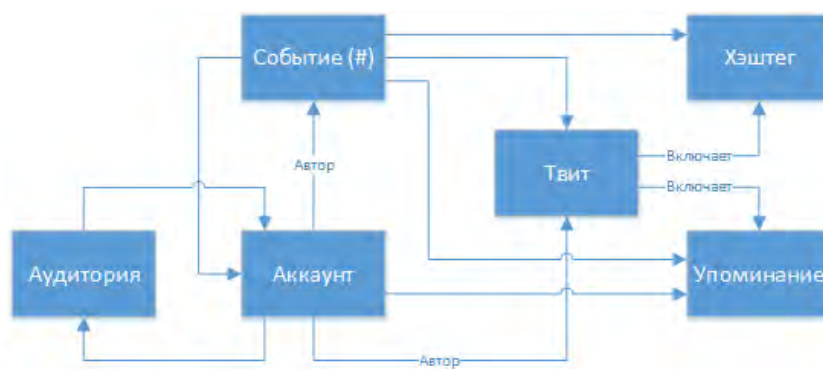 Событие (#)
Хэштег
Автор
Твит
Включает
Включает
Аудитория
Аккаунт
Упоминание
Автор